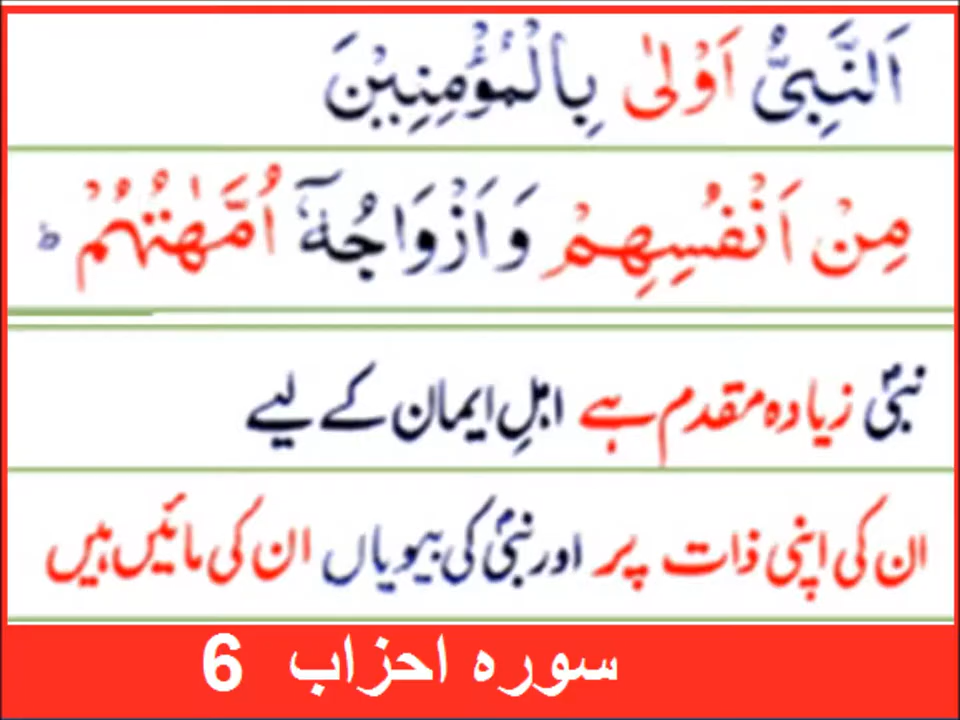 اَلنَّبِىُّ اَوْلٰى بِالْمُؤْمِنِيْنَ
مِنْ اَنْفُسِهِمْ وَاَزْوَاجُهٗۤ اُمَّهٰتُهُمْ ؕ
نبیؐ زیادہ مقدم ہے اہلِ ایمان کے لیے
ان کی اپنی ذات پر اور نبیؐ کی بیویاں ان کی مائیں ہیں
سورہ احزاب 6